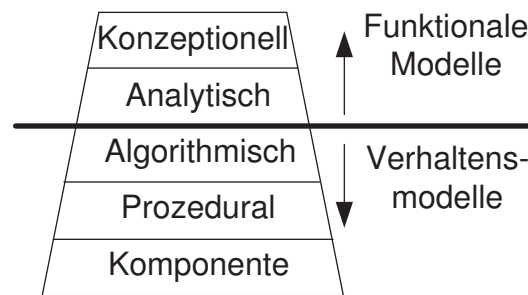 Konzeptionell
Analytisch
Algorithmisch
Prozedural
Komponente
Funktionale
Modelle
Verhaltens-
modelle